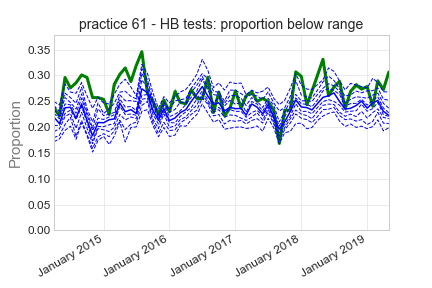 practice 61 - HB tests: proportion below range
Proportion
0.35
0.30
0.25
0.20
0.15
0.10
0.05
0.00
January 2015
January 2016
January 2017
January 2018
January 2019